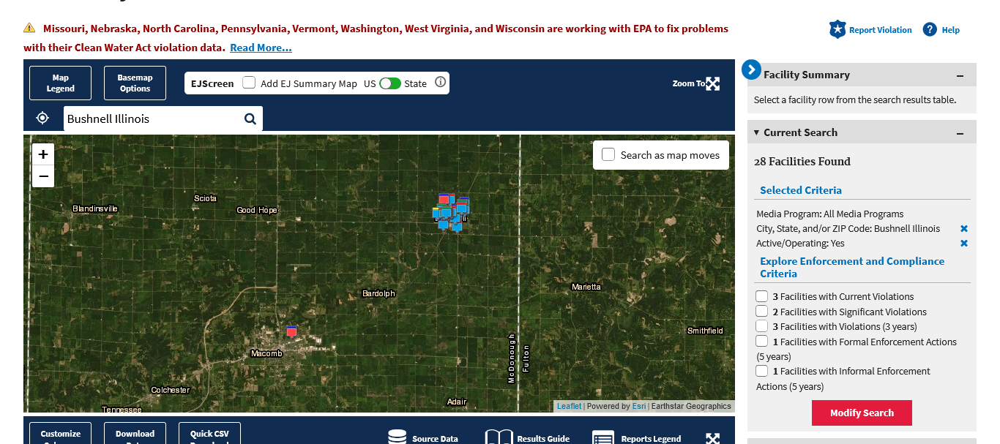 Missouri, Nebraska, North Carolina, Pennsylvania, Vermont, Washington, West Virginia, and Wisconsin are working with EPA to fix problems
with their Clean Water Act violation data. Read More...
Report Violation
Help
Map
Legend
Basemap
Options
EJScreen Add EJ Summary Map US State
Zoom To:
Bushnell Illinois
+
−
Search as map moves
Sciota
Blandinsville
Good Hope
Marietta
Bardolph
Smithfield
Macomb
McDonough
Fulton
Colchester
Adair
Tennessee
Leaflet | Powered by Esri | Earthstar Geographics
Customize
Download
Quick CSV
Source Data
Results Guide
Reports Legend
Facility Summary
Select a facility row from the search results table.
Current Search
28 Facilities Found
Selected Criteria
Media Program: All Media Programs
City, State, and/or ZIP Code: Bushnell Illinois
Active/Operating: Yes
Explore Enforcement and Compliance
Criteria
3 Facilities with Current Violations
2 Facilities with Significant Violations
3 Facilities with Violations (3 years)
1 Facilities with Formal Enforcement Actions
(5 years)
1 Facilities with Informal Enforcement
Actions (5 years)
Modify Search